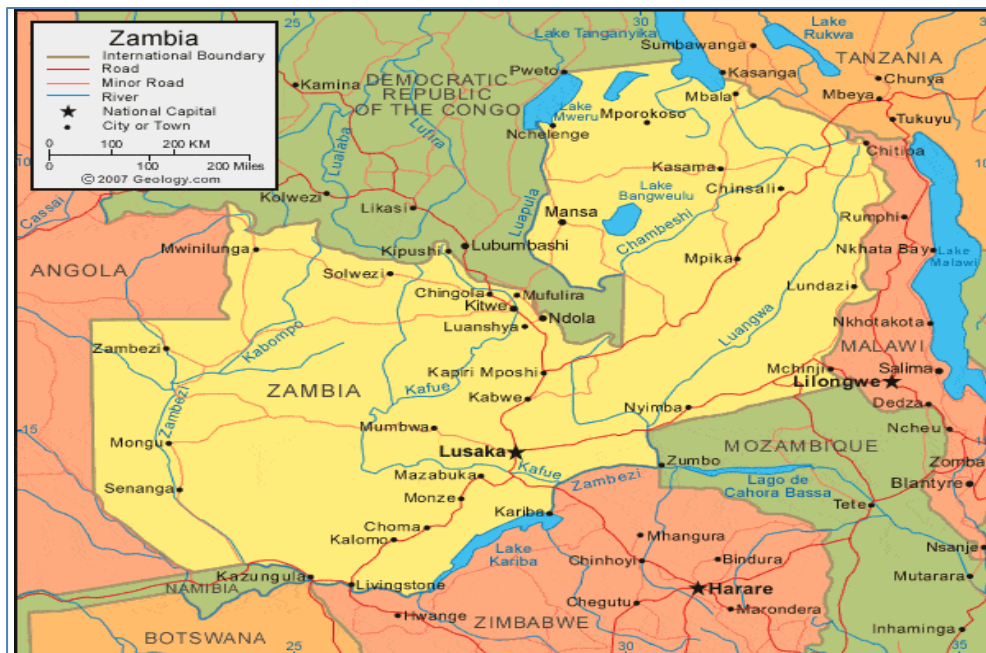 Zambia
International Boundary
Road
Minor Road
River
National Capital
City or Town
0 100 200 KM
0 100 200 Miles
© 2007 Geology.com
25
30
Lake Tanganyika
Sumbawanga
Lake
Rukwa
TANZANIA
Kamina
DEMOCRATIC
REPUBLIC
OF THE CONGO
Pweto
Kasanga
Chunya
Mbala
Mbeya
Lake
Mweru
Mporokoso
Tukuyu
Nchelenge
Lufira
Lualaba
Chitipa
10
10
Kasama
Kolwezi
Likasi
Lake
Bangweulu
Chinsali
Cassai
Luapula
Mansa
Rumphi
Chambeshi
Mwinilunga
Kipushi
Lubumbashi
Nkhata Bay
Lake
Malawi
ANGOLA
Solwezi
Mpika
Chingola
Mufulira
Lundazi
Kitwe
Ndola
Luanshya
Luangwa
Nkhotakota
Zambezi
Kabompo
MALAWI
Kapiri Mposhi
Mchinji
Salima
ZAMBIA
Kafue
Lilongwe
Kabwe
Nyimba
Dedza
Zambezi
Mumbwa
Ncheu
15
Mongu
MOZAMBIQUE
15
Lusaka
Kafue
Zumbo
Zomba
Senanga
Mazabuka
Zambezi
Lago de
Cahora Bassa
Blantyre
Monze
Kariba
Tete
Choma
Mhangura
Kalomo
Lake
Kariba
Chinhoyi
Bindura
Nsanje
Kazungula
Livingstone
Mutarara
NAMIBIA
Harare
Chegutu
Marondera
Hwange
ZIMBABWE
Inhaminga
BOTSWANA
25
30
35